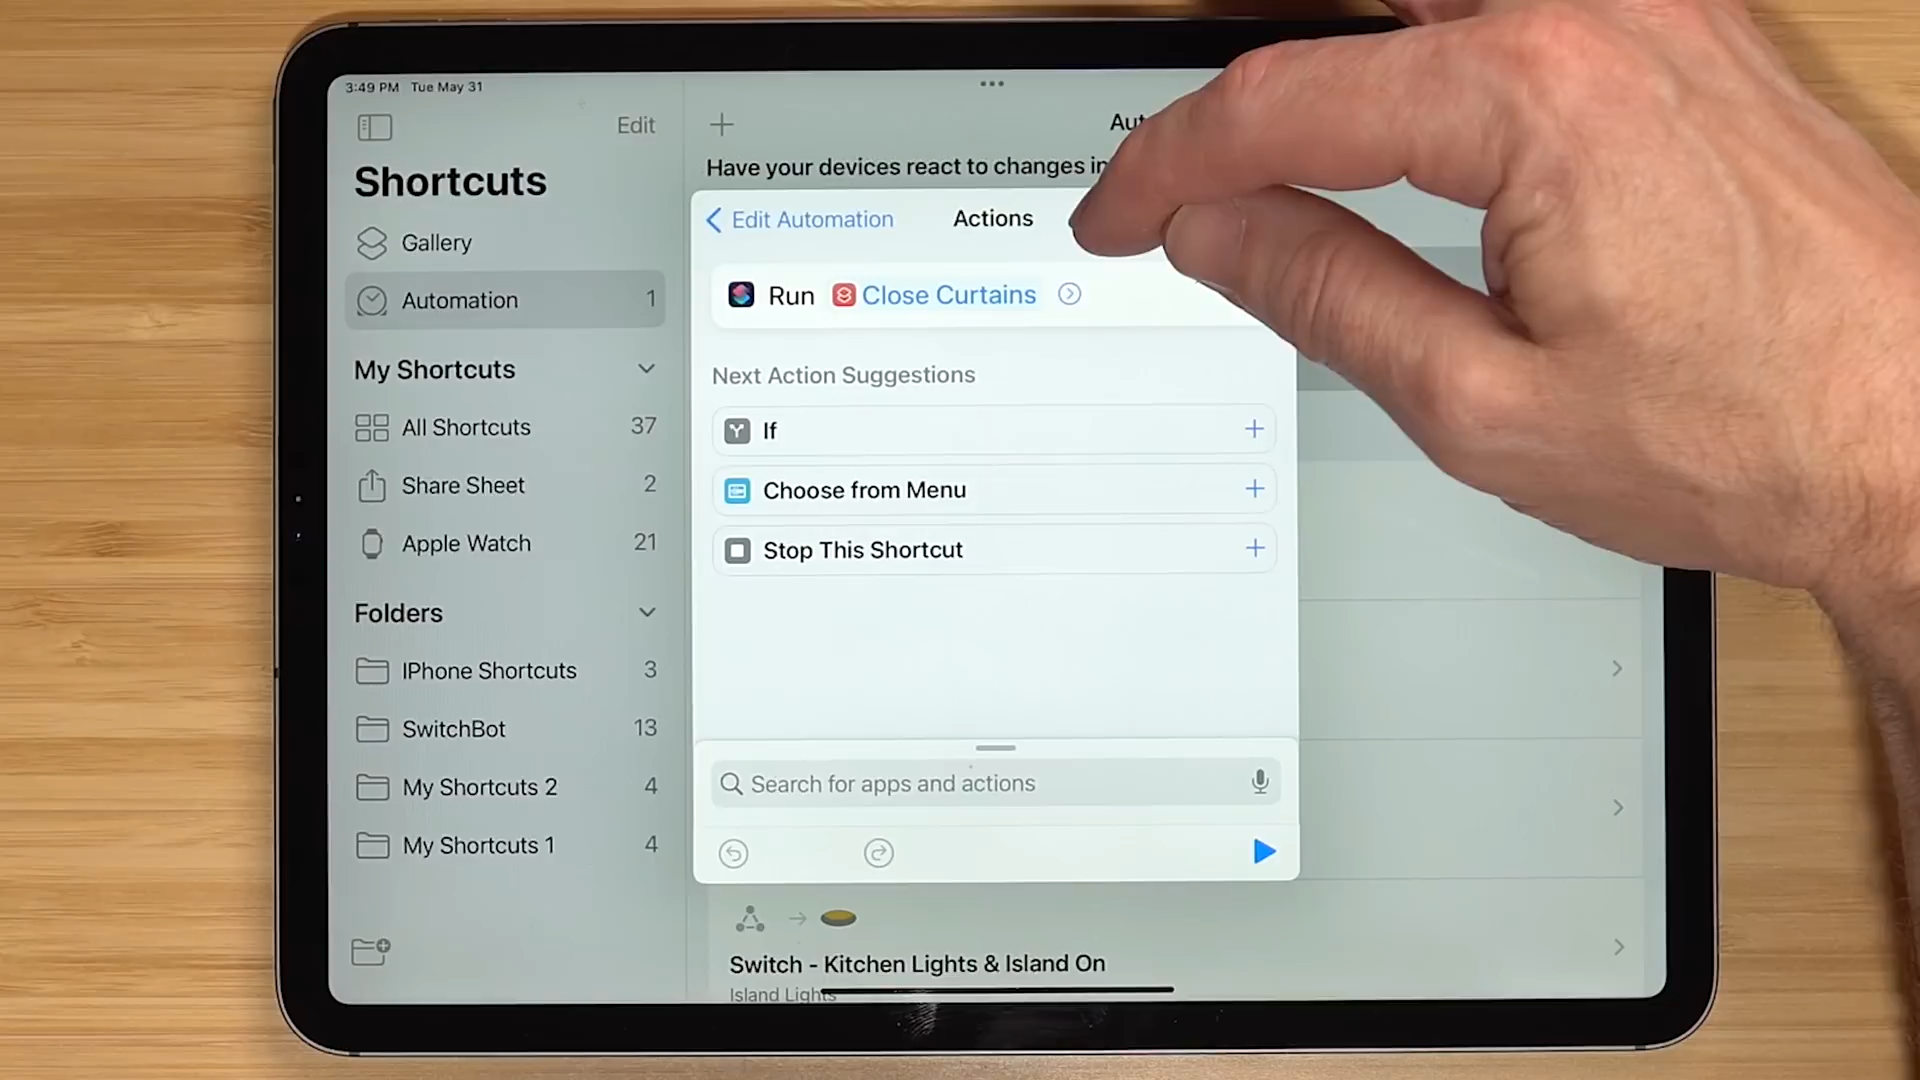 3:49 PM Tue May 31
Edit
Shortcuts
Gallery
Automation 1
My Shortcuts
All Shortcuts 37
Share Sheet 2
Apple Watch 21
Folders
IPhone Shortcuts 3
SwitchBot 13
My Shortcuts 2 4
My Shortcuts 1 4
Have your devices react to changes in
Edit Automation
Actions
Run Close Curtains
Next Action Suggestions
If
Choose from Menu
Stop This Shortcut
Search for apps and actions
Switch - Kitchen Lights & Island On
Island Lights